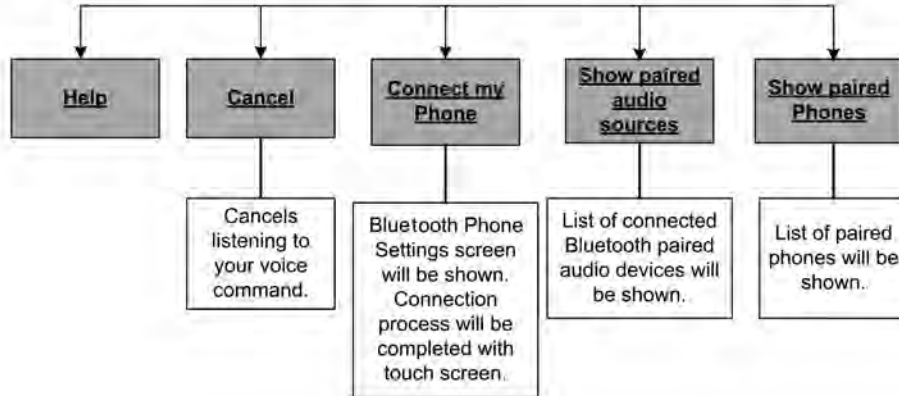 Help
Cancel
Connect my
Phone
Show paired
audio
sources
Show paired
Phones
Cancels
listening to
your voice
command.
Bluetooth Phone
Settings screen
will be shown.
Connection
process will be
completed with
touch screen.
List of connected
Bluetooth paired
audio devices will
be shown.
List of paired
phones will be
shown.